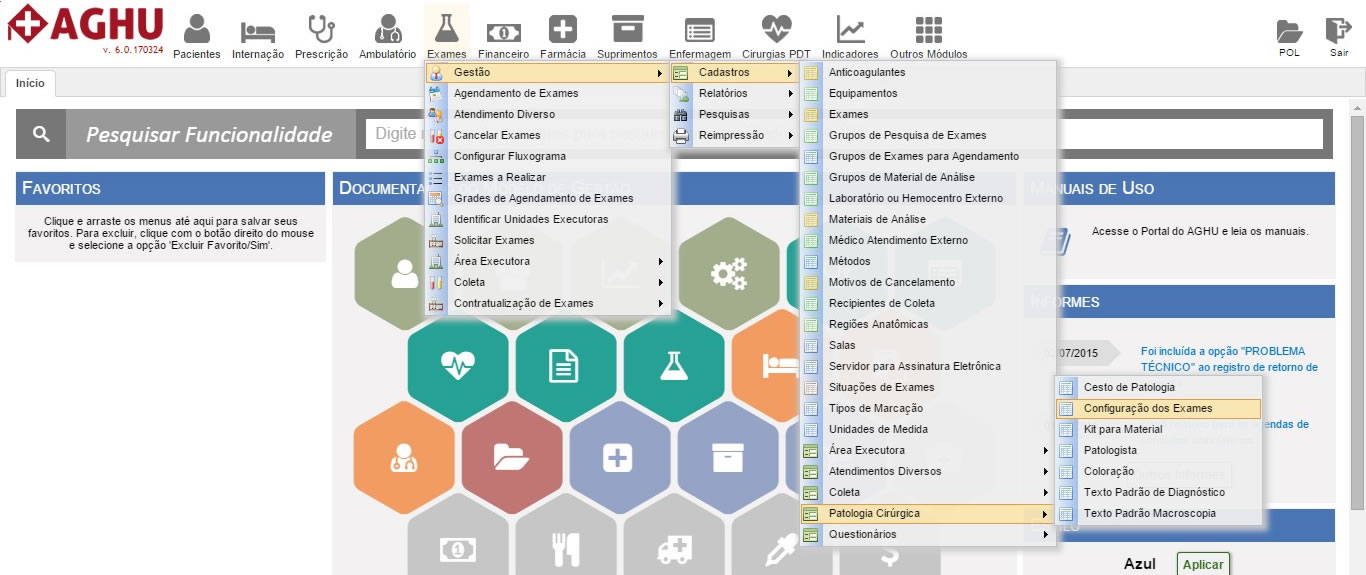 AGHU
v. 6.0.170324
Pacientes
Internação
Prescrição
Ambulatório
Exames
Financeiro
Farmácia
Suprimentos
Enfermagem
Cirurgias PDT
Indicadores
Outros Módulos
POL
Sair
Início
Pesquisar Funcionalidade
Digite
FAVORITOS
Clique e arraste os menus até aqui para salvar seus
favoritos. Para excluir, clique com o botão direito do mouse
e selecione a opção 'Excluir Favorito/Sim'.
Gestão
Agendamento de Exames
Atendimento Diverso
Cancelar Exames
Configurar Fluxograma
Exames a Realizar
Grades de Agendamento de Exames
Identificar Unidades Executoras
Solicitar Exames
Área Executora
Coleta
Contratualização de Exames
Cadastros
Relatórios
Pesquisas
Reimpressão
Anticoagulantes
Equipamentos
Exames
Grupos de Pesquisa de Exames
Grupos de Exames para Agendamento
Grupos de Material de Análise
Laboratório ou Hemocentro Externo
Materiais de Análise
Médico Atendimento Externo
Métodos
Motivos de Cancelamento
Recipientes de Coleta
Regiões Anatômicas
Salas
Servidor para Assinatura Eletrônica
Situações de Exames
Tipos de Marcação
Unidades de Medida
Área Executora
Atendimentos Diversos
Coleta
Patologia Cirúrgica
Questionários
Cesto de Patologia
Configuração dos Exames
Kit para Material
Patologista
Coloração
Texto Padrão de Diagnóstico
Texto Padrão Macroscopia
MANUAIS DE USO
Acesse o Portal do AGHU e leia os manuais.
INFORMES
07/2015
Foi incluída a opção "PROBLEMA
TÉCNICO" ao registro de retorno de
agendas de
Outros Informes
Azul
Aplicar